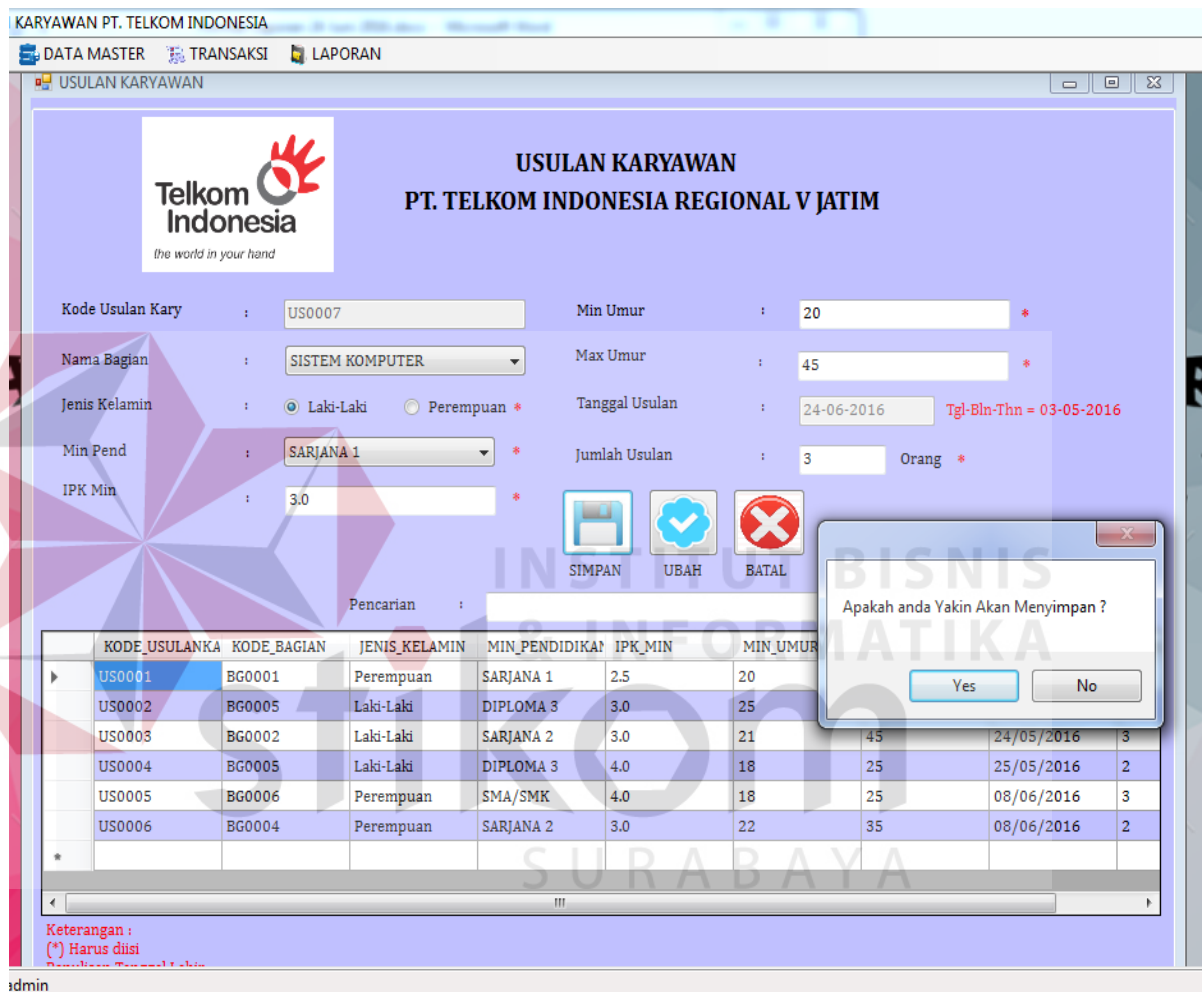 KARYAWAN PT. TELKOM INDONESIA
DATA MASTER TRANSAKSI LAPORAN
USULAN KARYAWAN
Telkom
Indonesia
the world in your hand
USULAN KARYAWAN
PT. TELKOM INDONESIA REGIONAL V JATIM
Kode Usulan Kary : US0007
Min Umur : 20 *
Nama Bagian : SISTEM KOMPUTER
Max Umur : 45 *
Jenis Kelamin : Laki-Laki Perempuan *
Tanggal Usulan : 24-06-2016 Tgl-Bln-Thn = 03-05-2016
Min Pend : SARJANA 1 *
Jumlah Usulan : 3 Orang *
IPK Min : 3.0 *
SIMPAN UBAH BATAL
Pencarian :
Apakah anda Yakin Akan Menyimpan ?
Yes No
KODE_USULANKA KODE_BAGIAN JENIS_KELAMIN MIN_PENDIDIKAN IPK_MIN MIN_UMUR
US0001 BG0001 Perempuan SARJANA 1 2.5 20
US0002 BG0005 Laki-Laki DIPLOMA 3 3.0 25
US0003 BG0002 Laki-Laki SARJANA 2 3.0 21 45 24/05/2016 3
US0004 BG0005 Laki-Laki DIPLOMA 3 4.0 18 25 25/05/2016 2
US0005 BG0006 Perempuan SMA/SMK 4.0 18 25 08/06/2016 3
US0006 BG0004 Perempuan SARJANA 2 3.0 22 35 08/06/2016 2
*
Keterangan :
(*) Harus diisi
admin
INSTITUT BISNIS
& INFORMATIKA
stikom
SURABAYA